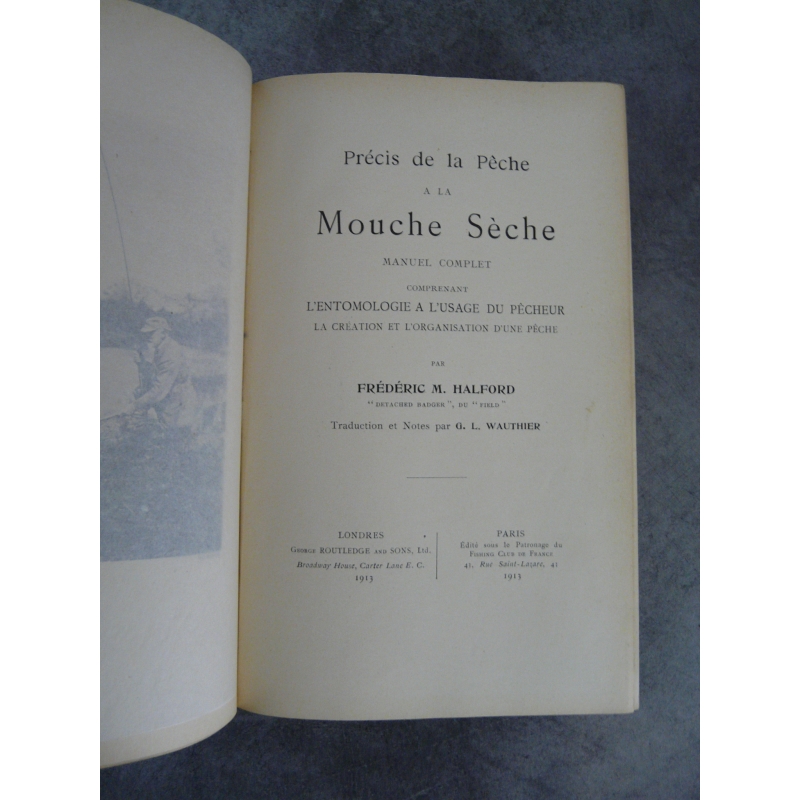 Précis de la Pêche
A LA
Mouche Sèche
MANUEL COMPLET
COMPRENANT
L'ENTOMOLOGIE A L'USAGE DU PÊCHEUR
LA CRÉATION ET L'ORGANISATION D'UNE PÊCHE
PAR
FRÉDÉRIC M. HALFORD
"DETACHED BADGER", DU "FIELD"
Traduction et Notes par G. L. WAUTHIER
LONDRES
George ROUTLEDGE AND SONS, Ltd.
Broadway House, Carter Lane E. C.
1913
PARIS
Édité sous le Patronage du
FISHING CLUB DE FRANCE
41, Rue Saint-Lazare, 41
1913